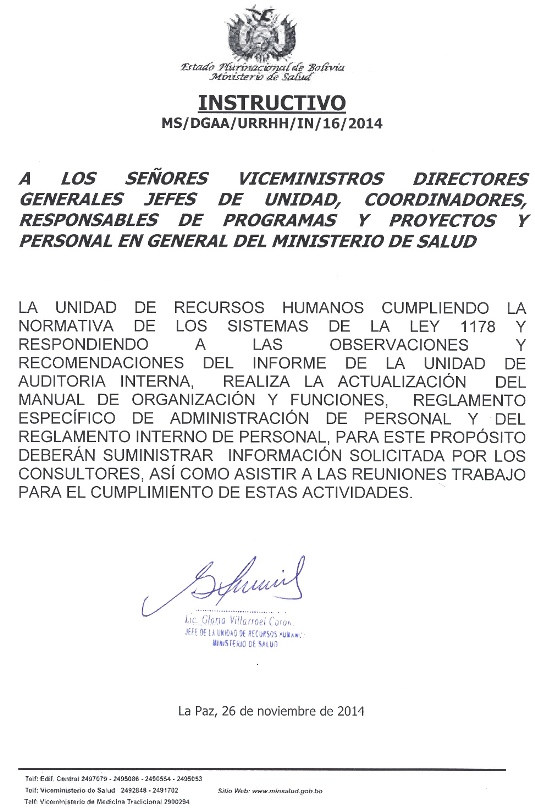 Estado Plurinacional de Bolivia
Ministerio de Salud
INSTRUCTIVO
MS/DGAA/URRHH/IN/16/2014
A LOS SEÑORES VICEMINISTROS DIRECTORES
GENERALES JEFES DE UNIDAD, COORDINADORES,
RESPONSABLES DE PROGRAMAS Y PROYECTOS Y
PERSONAL EN GENERAL DEL MINISTERIO DE SALUD
LA UNIDAD DE RECURSOS HUMANOS CUMPLIENDO LA
NORMATIVA DE LOS SISTEMAS DE LA LEY 1178 Y
RESPONDIENDO A LAS OBSERVACIONES Y
RECOMENDACIONES DEL INFORME DE LA UNIDAD DE
AUDITORIA INTERNA, REALIZA LA ACTUALIZACIÓN DEL
MANUAL DE ORGANIZACIÓN Y FUNCIONES, REGLAMENTO
ESPECÍFICO DE ADMINISTRACIÓN DE PERSONAL Y DEL
REGLAMENTO INTERNO DE PERSONAL, PARA ESTE PROPÓSITO
DEBERÁN SUMINISTRAR INFORMACIÓN SOLICITADA POR LOS
CONSULTORES, ASÍ COMO ASISTIR A LAS REUNIONES TRABAJO
PARA EL CUMPLIMIENTO DE ESTAS ACTIVIDADES.
Lic. Gloria Villarroel
JEFE DE LA UNIDAD DE RECURSOS HUMANOS
MINISTERIO DE SALUD
La Paz, 26 de noviembre de 2014
Telf: Edif. Central 2497079 - 2495086 - 2490554 - 2495053
Telf: Viceministerio de Salud 2492848 - 2491702 Sitio Web: www.minsalud.gob.bo
Telf: Viceministerio de Medicina Tradicional 2900294